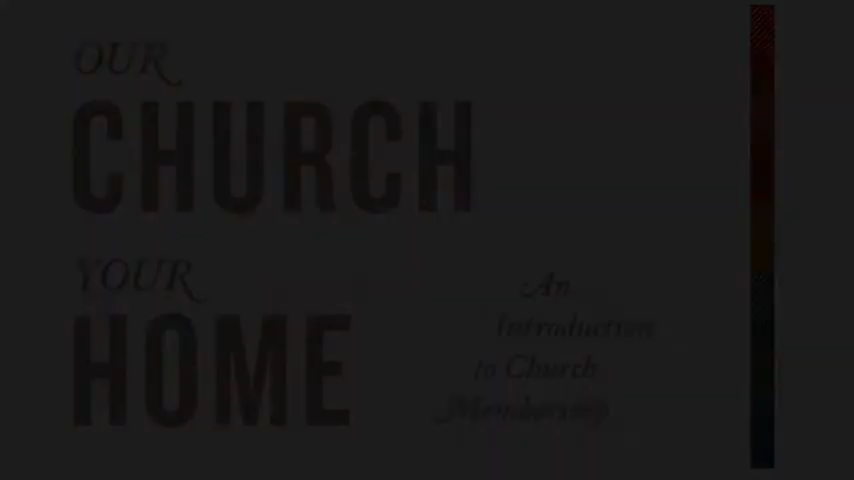 OUR
CHURCH
YOUR
HOME
An
Introduction
to Church
Membership